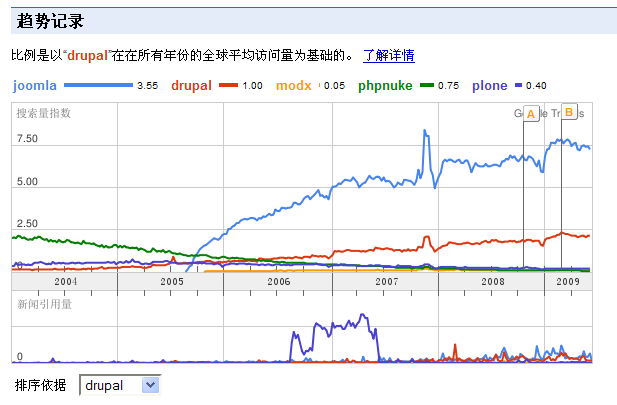 趋势记录
比例是以“drupal”在在所有年份的全球平均访问量为基础的。 了解详情
joomla 3.55 drupal 1.00 modx 0.05 phpnuke 0.75 plone 0.40
搜索量指数 Google Trends
A B
7.50
5.00
2.50
0
2004 2005 2006 2007 2008 2009
新闻引用量
0
排序依据 drupal